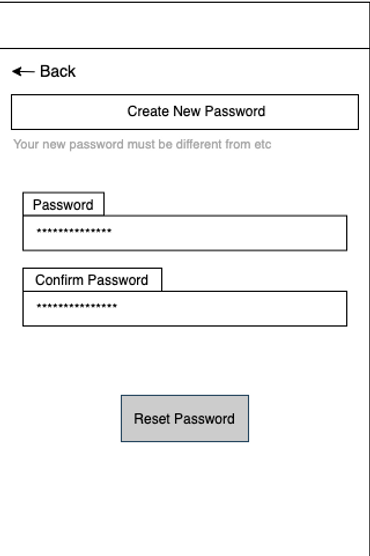 Back
Create New Password
Your new password must be different from etc
Password
**************
Confirm Password
***************
Reset Password